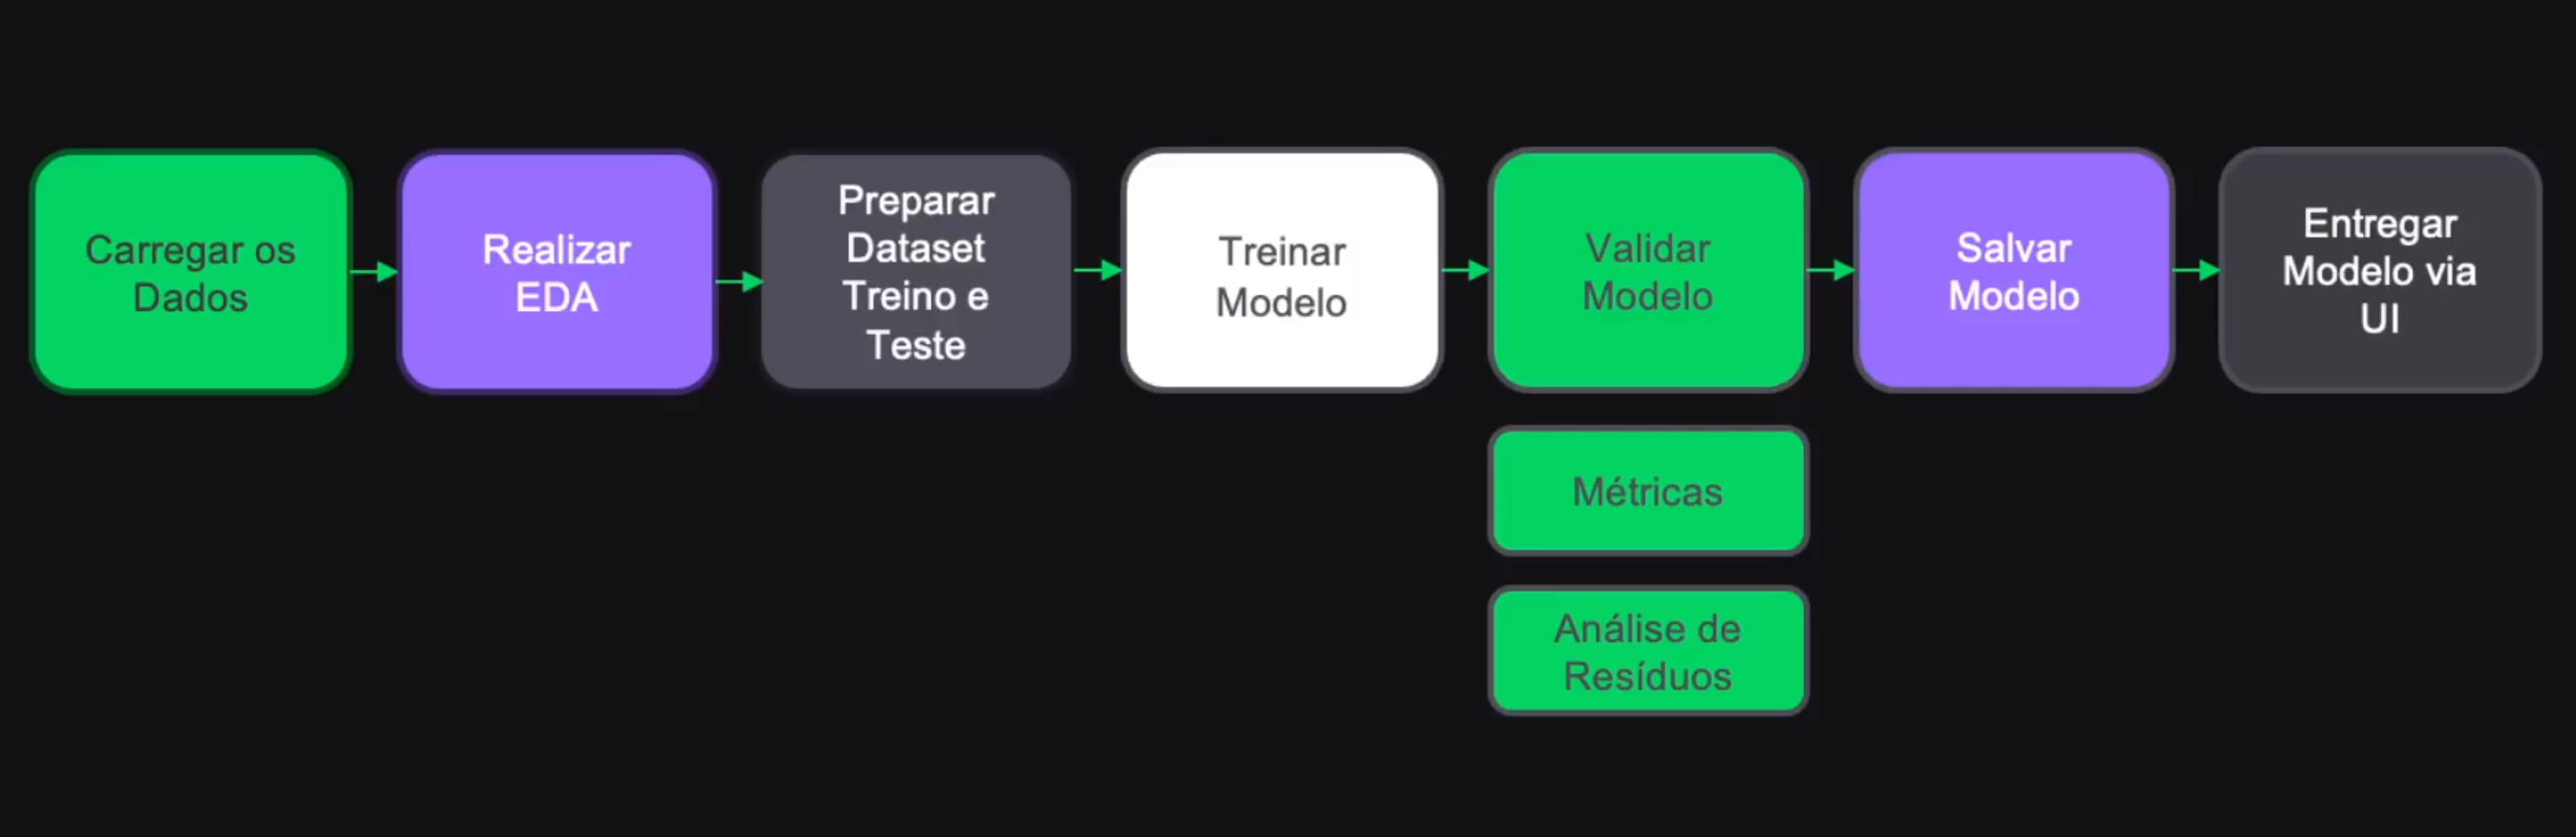 Carregar os
Dados
Realizar
EDA
Preparar
Dataset
Treino e
Teste
Treinar
Modelo
Validar
Modelo
Salvar
Modelo
Entregar
Modelo via
UI
Métricas
Análise de
Resíduos